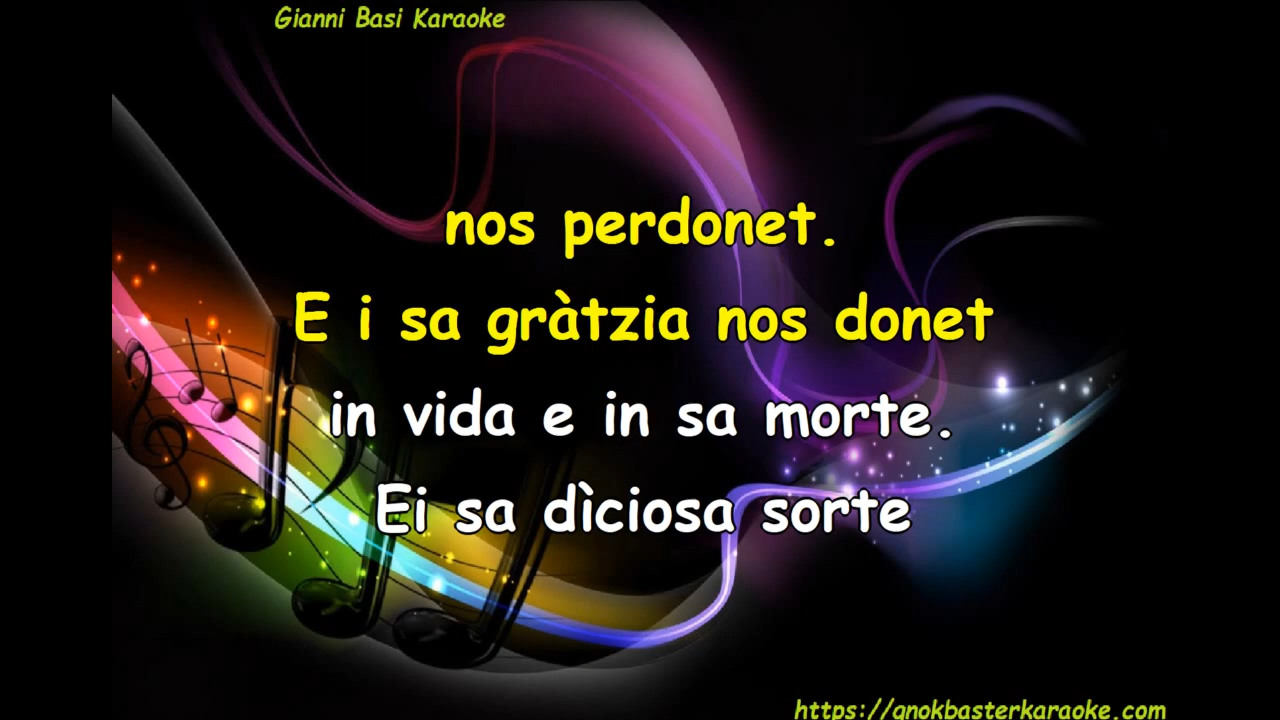 Gianni Basi Karaoke
nos perdonet.
E i sa gràtzia nos donet
in vida e in sa morte.
Ei sa dìciosa sorte
https://gnokbasterkaraoke.com